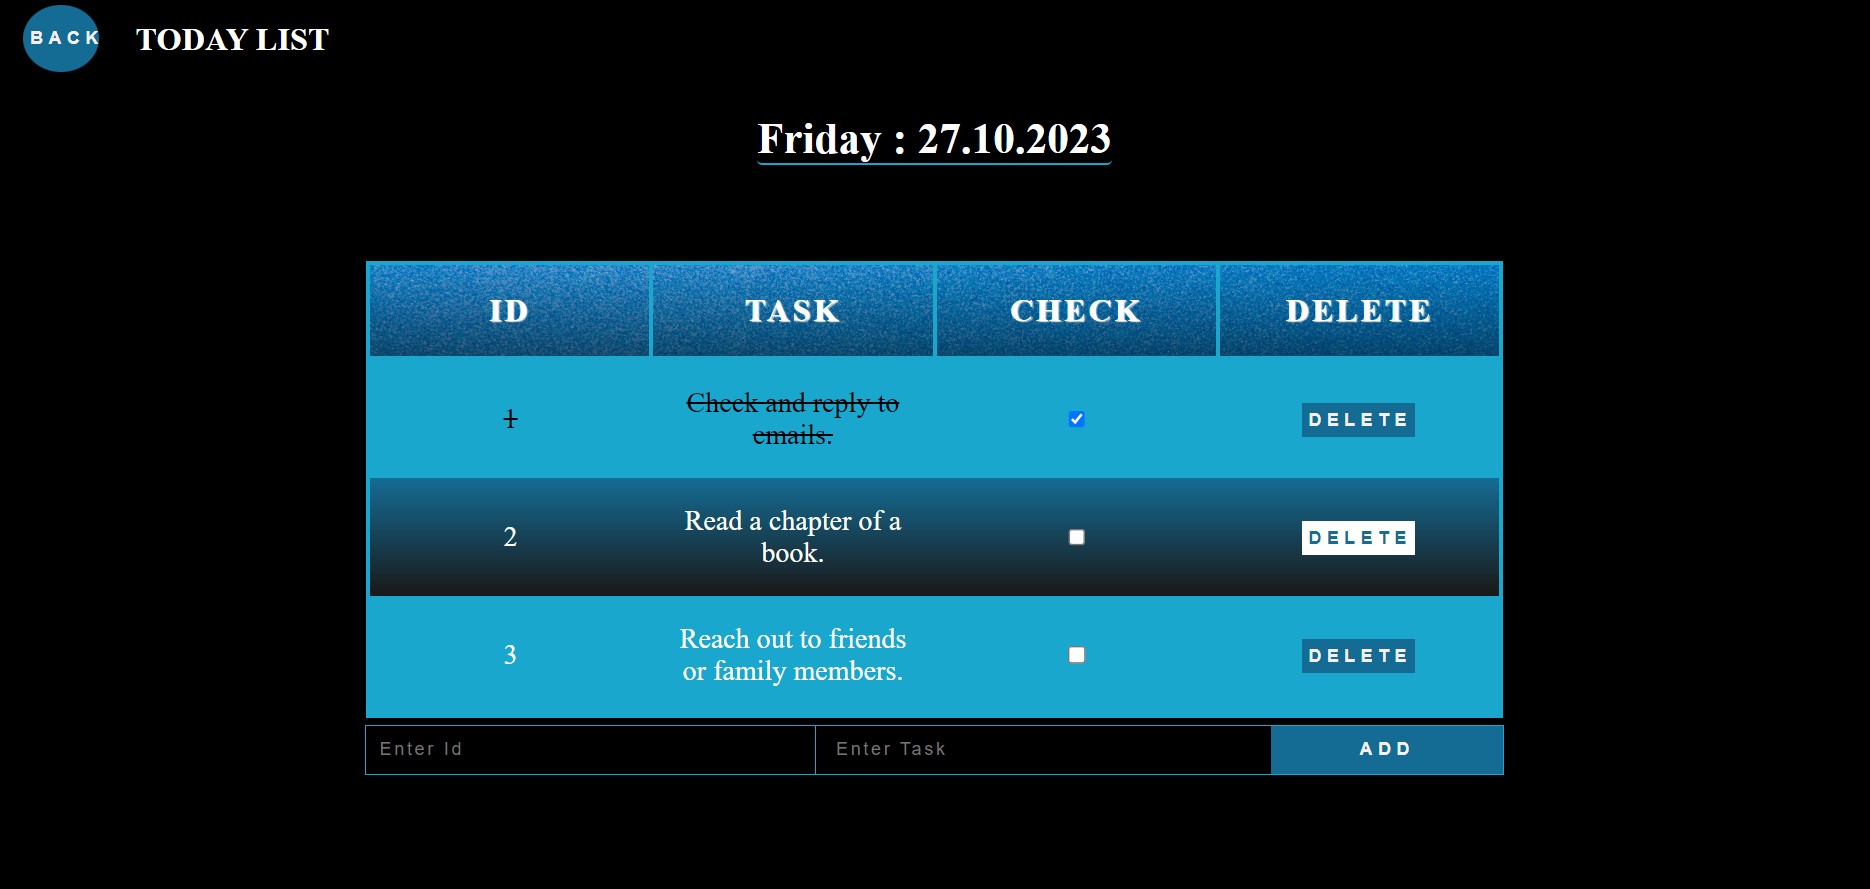 BACK
TODAY LIST
Friday : 27.10.2023
ID TASK CHECK DELETE
1 Check and reply to
emails. DELETE
2 Read a chapter of a
book. DELETE
3 Reach out to friends
or family members. DELETE
Enter Id Enter Task ADD